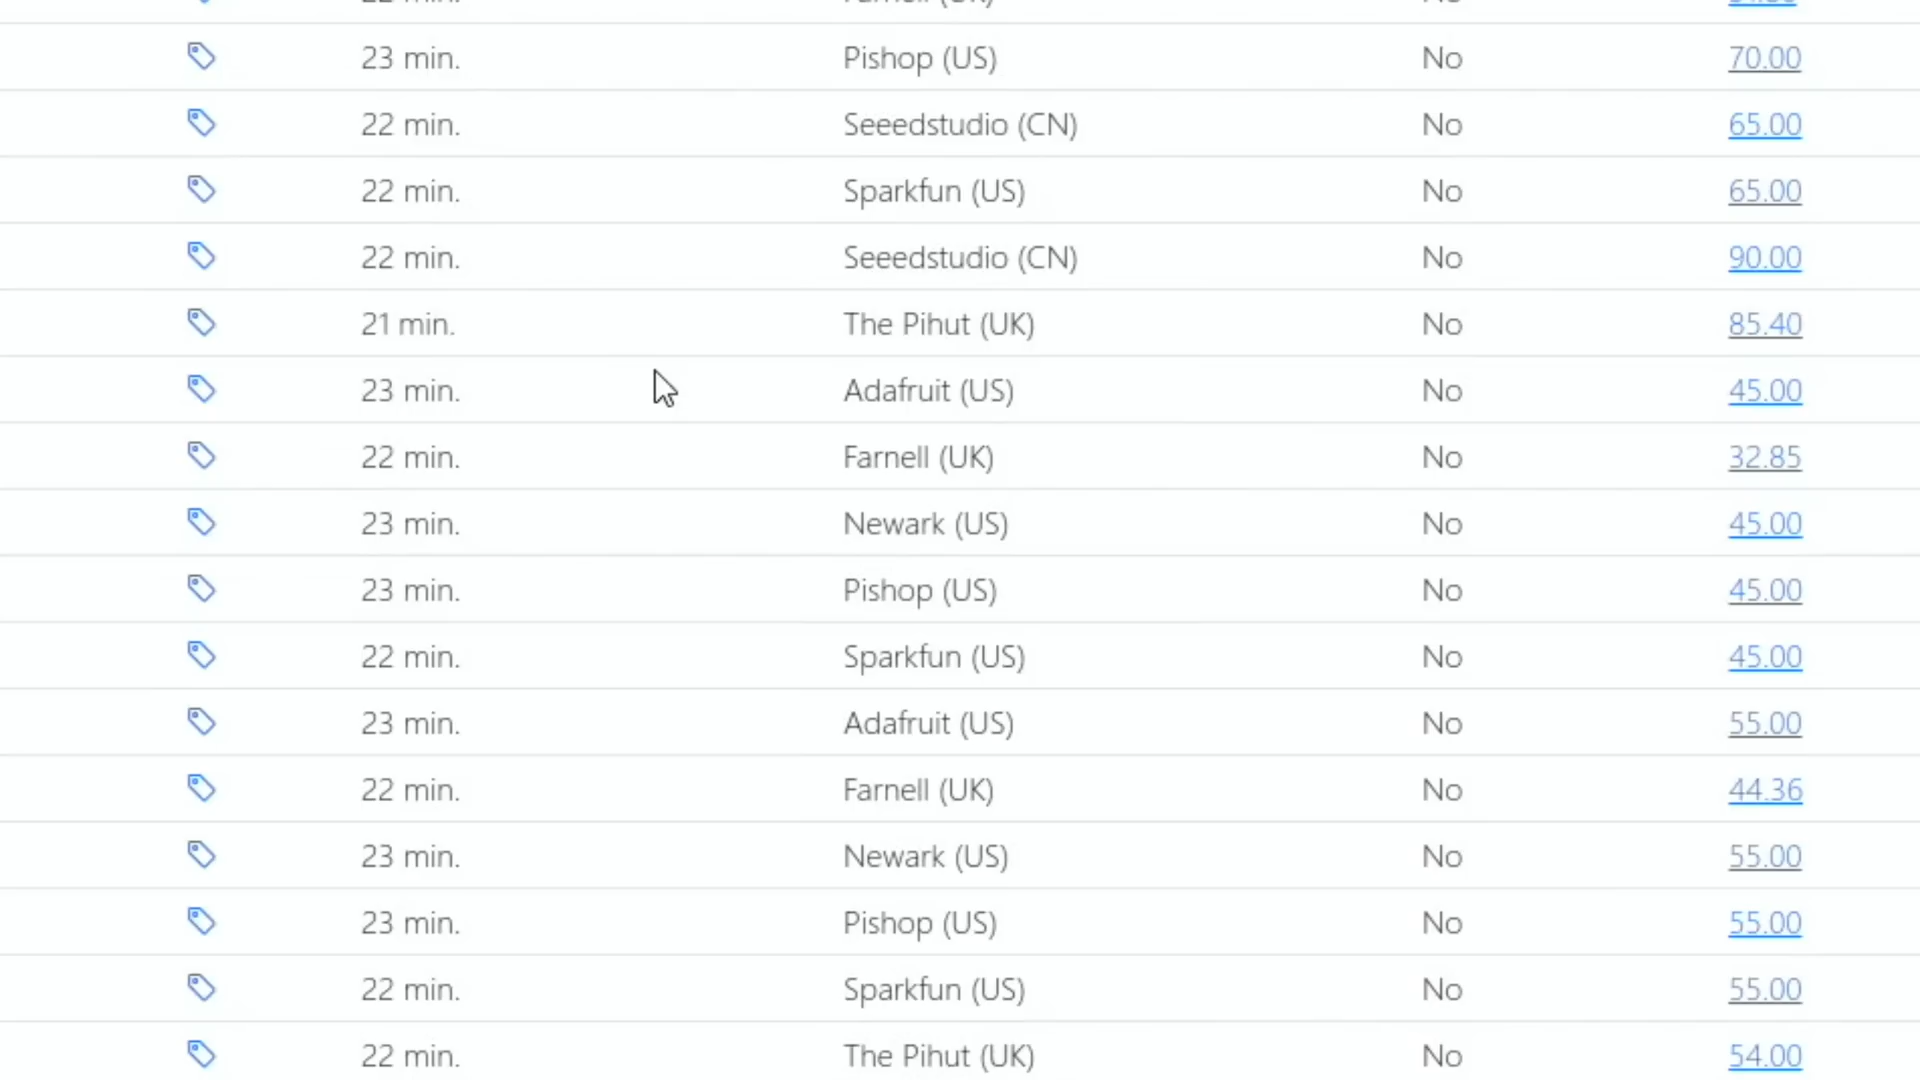 23 min. Pishop (US) No 70.00
22 min. Seeedstudio (CN) No 65.00
22 min. Sparkfun (US) No 65.00
22 min. Seeedstudio (CN) No 90.00
21 min. The Pihut (UK) No 85.40
23 min. Adafruit (US) No 45.00
22 min. Farnell (UK) No 32.85
23 min. Newark (US) No 45.00
23 min. Pishop (US) No 45.00
22 min. Sparkfun (US) No 45.00
23 min. Adafruit (US) No 55.00
22 min. Farnell (UK) No 44.36
23 min. Newark (US) No 55.00
23 min. Pishop (US) No 55.00
22 min. Sparkfun (US) No 55.00
22 min. The Pihut (UK) No 54.00